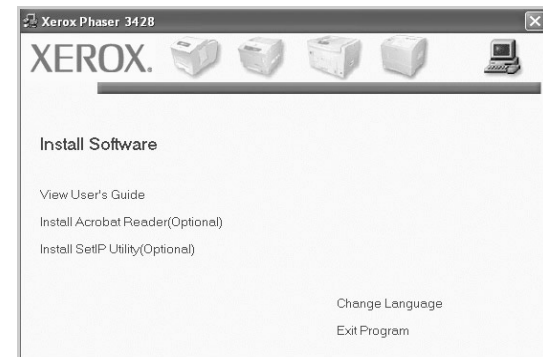 Xerox Phaser 3428
XEROX.
Install Software
View User's Guide
Install Acrobat Reader(Optional)
Install SetIP Utility(Optional)
Change Language
Exit Program